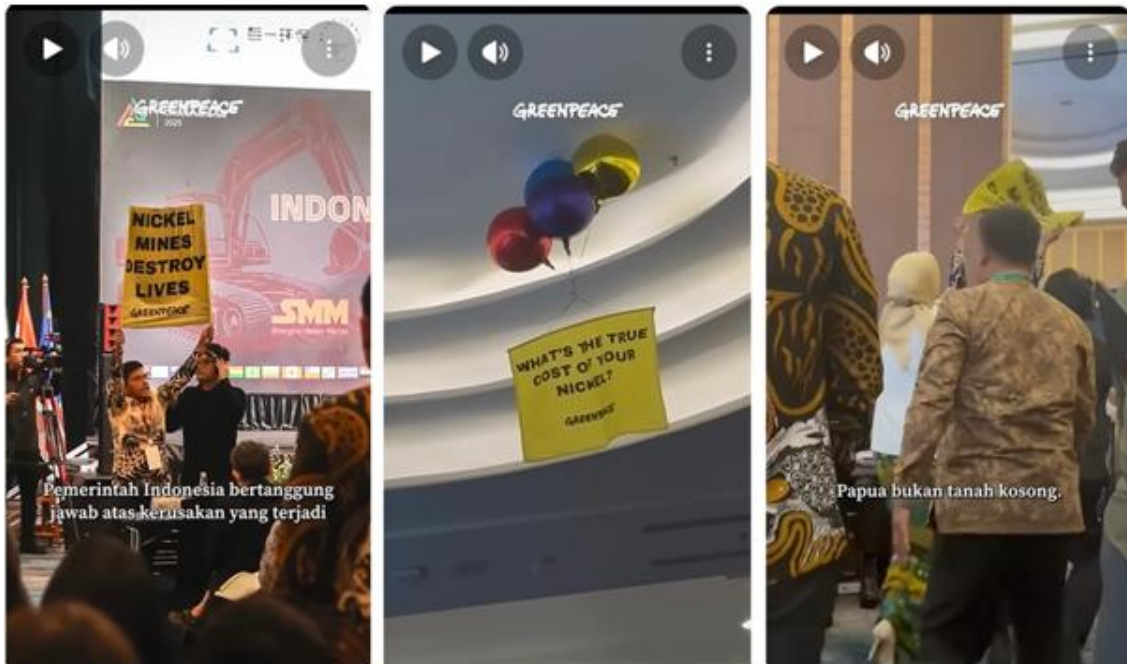 GREENPEACE
2025
NICKEL
MINES
DESTROY
LIVES
GREENPEACE
INDON
SMM
Pemerintah Indonesia bertanggung
jawab atas kerusakan yang terjadi
GREENPEACE
WHAT'S THE TRUE
COST OF YOUR
NICKEL?
GREENPEACE
GREENPEACE
Papua bukan tanah kosong.